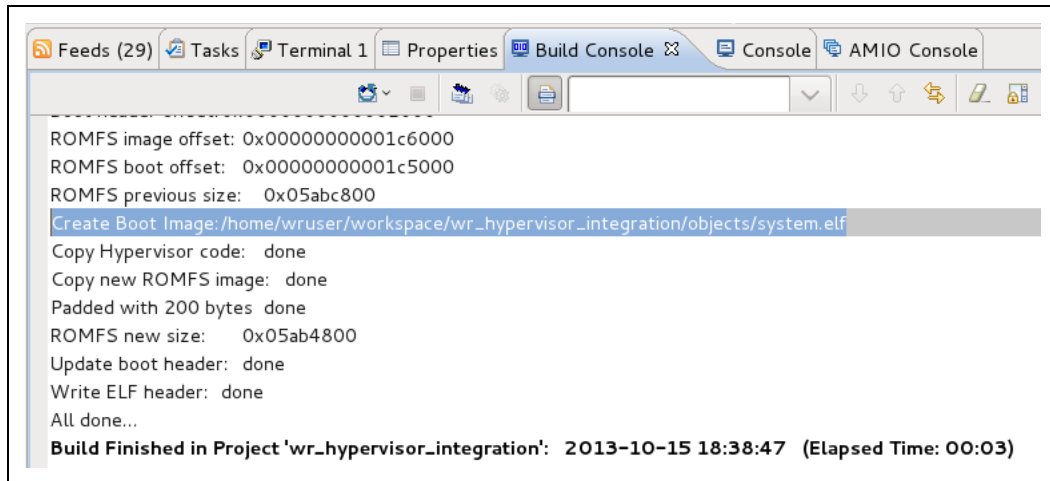 Feeds (29) Tasks Terminal 1 Properties Build Console Console AMIO Console
ROMFS image offset: 0x00000000001c6000
ROMFS boot offset: 0x00000000001c5000
ROMFS previous size: 0x05abc800
Create Boot Image:/home/wruser/workspace/wr_hypervisor_integration/objects/system.elf
Copy Hypervisor code: done
Copy new ROMFS image: done
Padded with 200 bytes done
ROMFS new size: 0x05ab4800
Update boot header: done
Write ELF header: done
All done...
Build Finished in Project 'wr_hypervisor_integration': 2013-10-15 18:38:47 (Elapsed Time: 00:03)